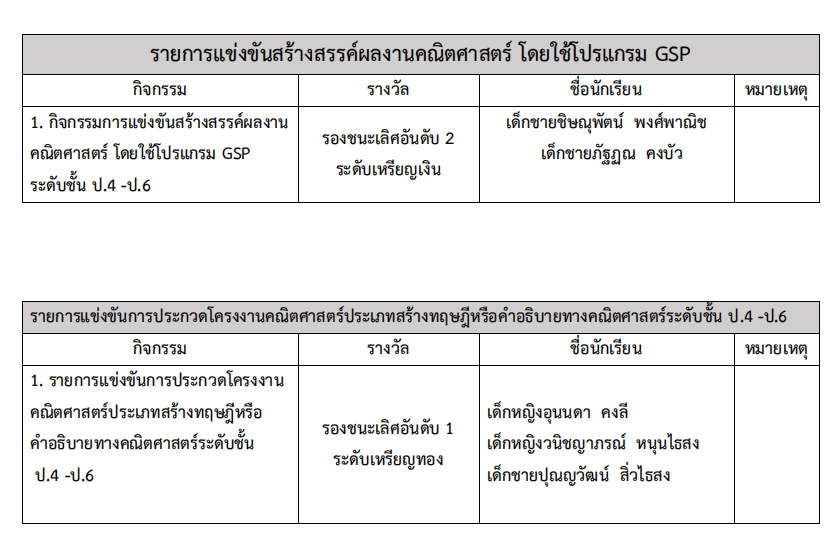 รายการแข่งขันสร้างสรรค์ผลงานคณิตศาสตร์ โดยใช้โปรแกรม GSP
กิจกรรม รางวัล ชื่อนักเรียน หมายเหตุ
1. กิจกรรมการแข่งขันสร้างสรรค์ผลงาน
คณิตศาสตร์ โดยใช้โปรแกรม GSP
ระดับชั้น ป.4 -ป.6
รองชนะเลิศอันดับ 2
ระดับเหรียญเงิน
เด็กชายชิษณุพัตน์ พงศ์พาณิช
เด็กชายภัฐฏณ คงบัว
รายการแข่งขันการประกวดโครงงานคณิตศาสตร์ประเภทสร้างทฤษฎีหรือคำอธิบายทางคณิตศาสตร์ระดับชั้น ป.4 -ป.6
กิจกรรม รางวัล ชื่อนักเรียน หมายเหตุ
1. รายการแข่งขันการประกวดโครงงาน
คณิตศาสตร์ประเภทสร้างทฤษฎีหรือ
คำอธิบายทางคณิตศาสตร์ระดับชั้น
ป.4 -ป.6
รองชนะเลิศอันดับ 1
ระดับเหรียญทอง
เด็กหญิงอุนนดา คงลี
เด็กหญิงวนิชญาภรณ์ หนุนไธสง
เด็กชายปุณญวัฒน์ สิ่วไธสง